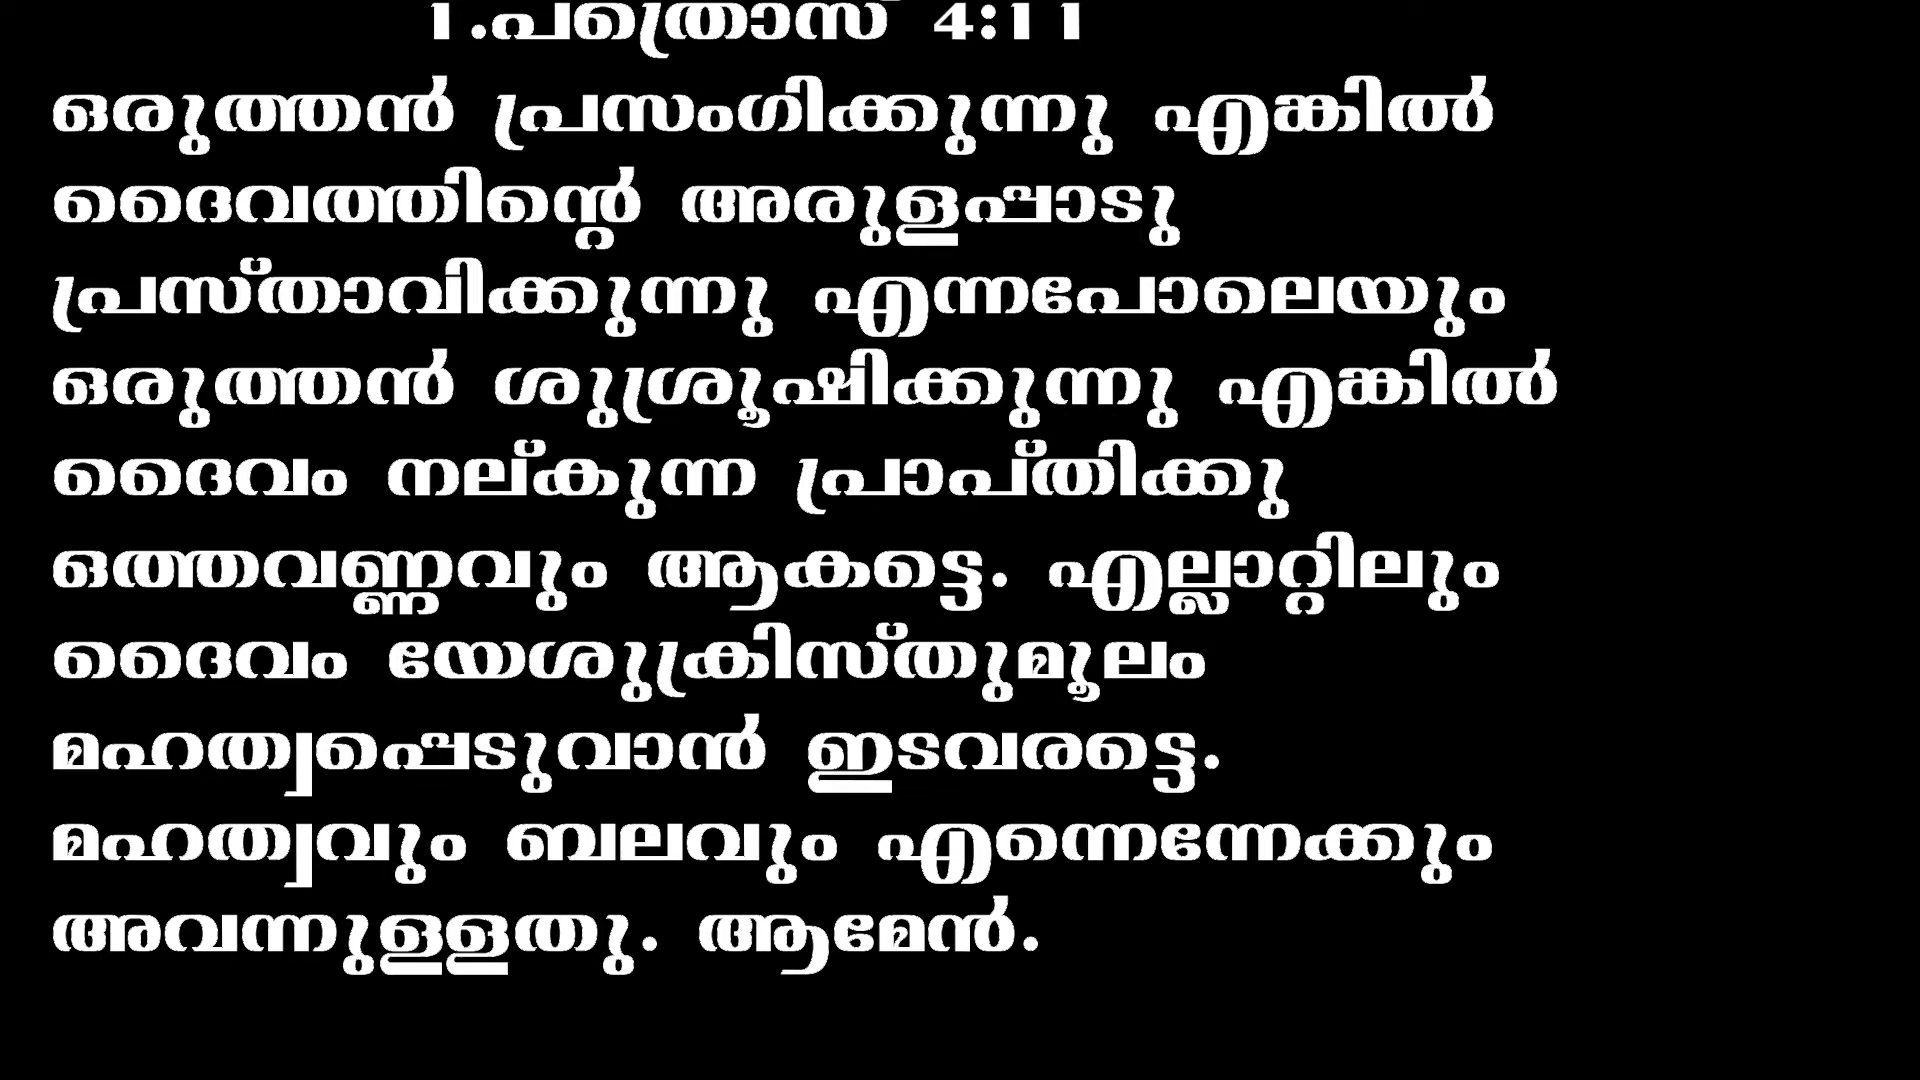 1.പത്രൊസ് 4:11
ഒരുത്തൻ പ്രസംഗിക്കുന്നു എങ്കിൽ
ദൈവത്തിന്റെ അരുളപ്പാടു
പ്രസ്താവിക്കുന്നു എന്നപോലെയും
ഒരുത്തൻ ശുശ്രൂഷിക്കുന്നു എങ്കിൽ
ദൈവം നല്കുന്ന പ്രാപ്തിക്കു
ഒത്തവണ്ണവും ആകട്ടെ. എല്ലാറ്റിലും
ദൈവം യേശുക്രിസ്തുമൂലം
മഹത്വപ്പെടുവാൻ ഇടവരട്ടെ.
മഹത്വവും ബലവും എന്നെന്നേക്കും
അവന്നുള്ളതു. ആമേൻ.